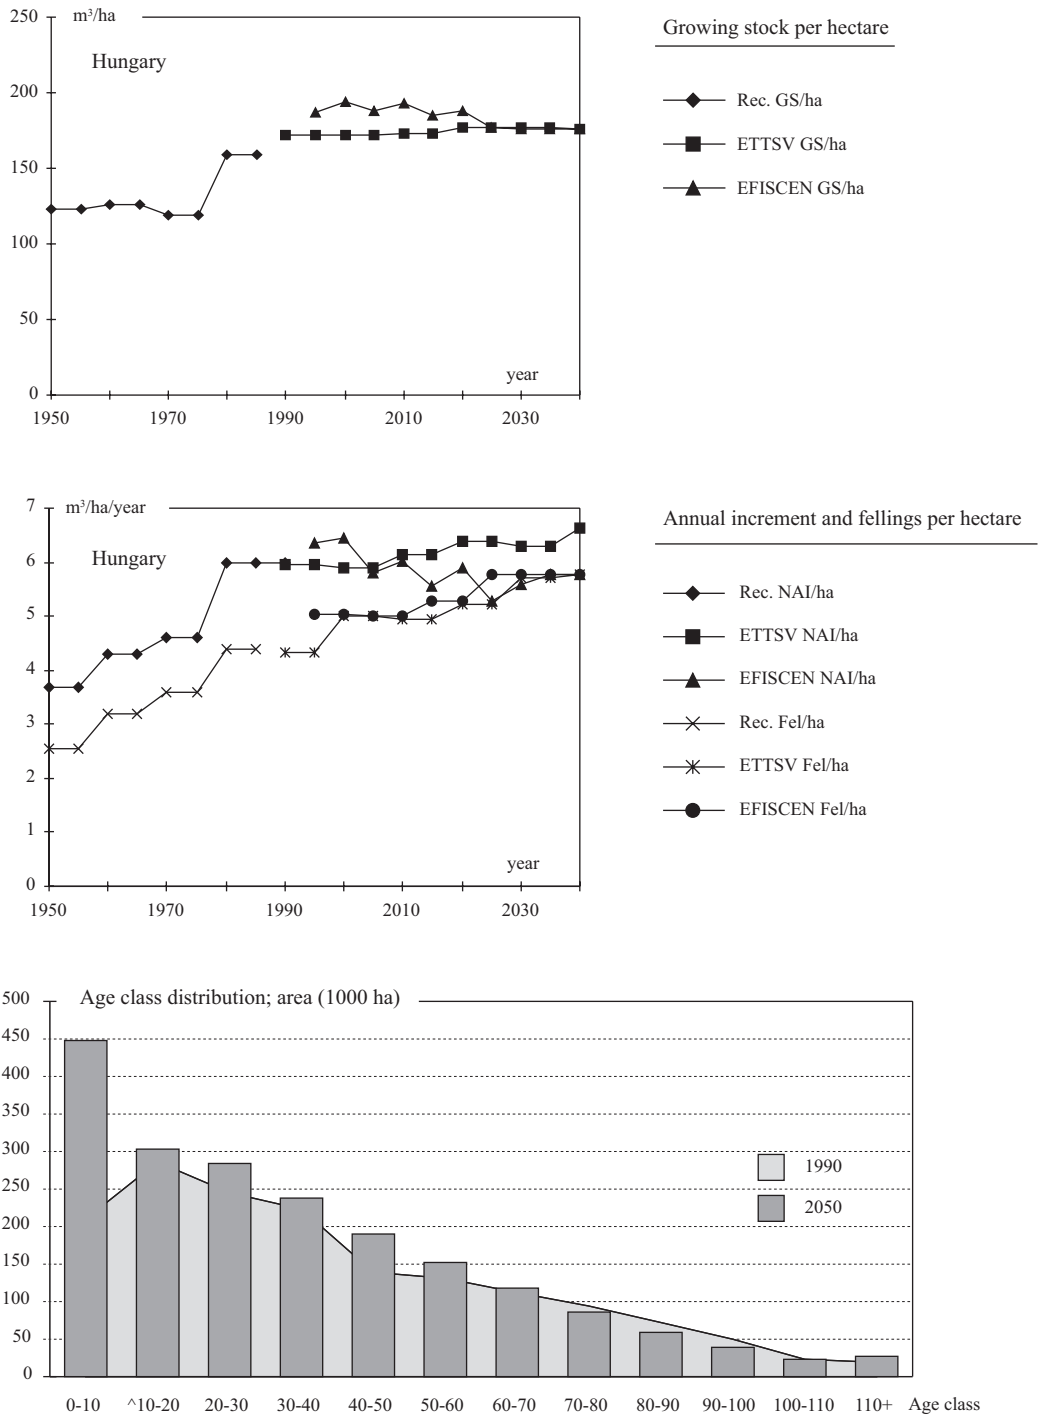 m³/ha
250
200
150
100
50
0
Hungary
year
1950 1970 1990 2010 2030
Growing stock per hectare
Rec. GS/ha
ETTSV GS/ha
EFISCEN GS/ha
m³/ha/year
7
6
5
4
3
2
1
0
Hungary
year
1950 1970 1990 2010 2030
Annual increment and fellings per hectare
Rec. NAI/ha
ETTSV NAI/ha
EFISCEN NAI/ha
Rec. Fel/ha
ETTSV Fel/ha
EFISCEN Fel/ha
Age class distribution; area (1000 ha)
500
450
400
350
300
250
200
150
100
50
0
1990
2050
0-10 ^10-20 20-30 30-40 40-50 50-60 60-70 70-80 80-90 90-100 100-110 110+ Age class